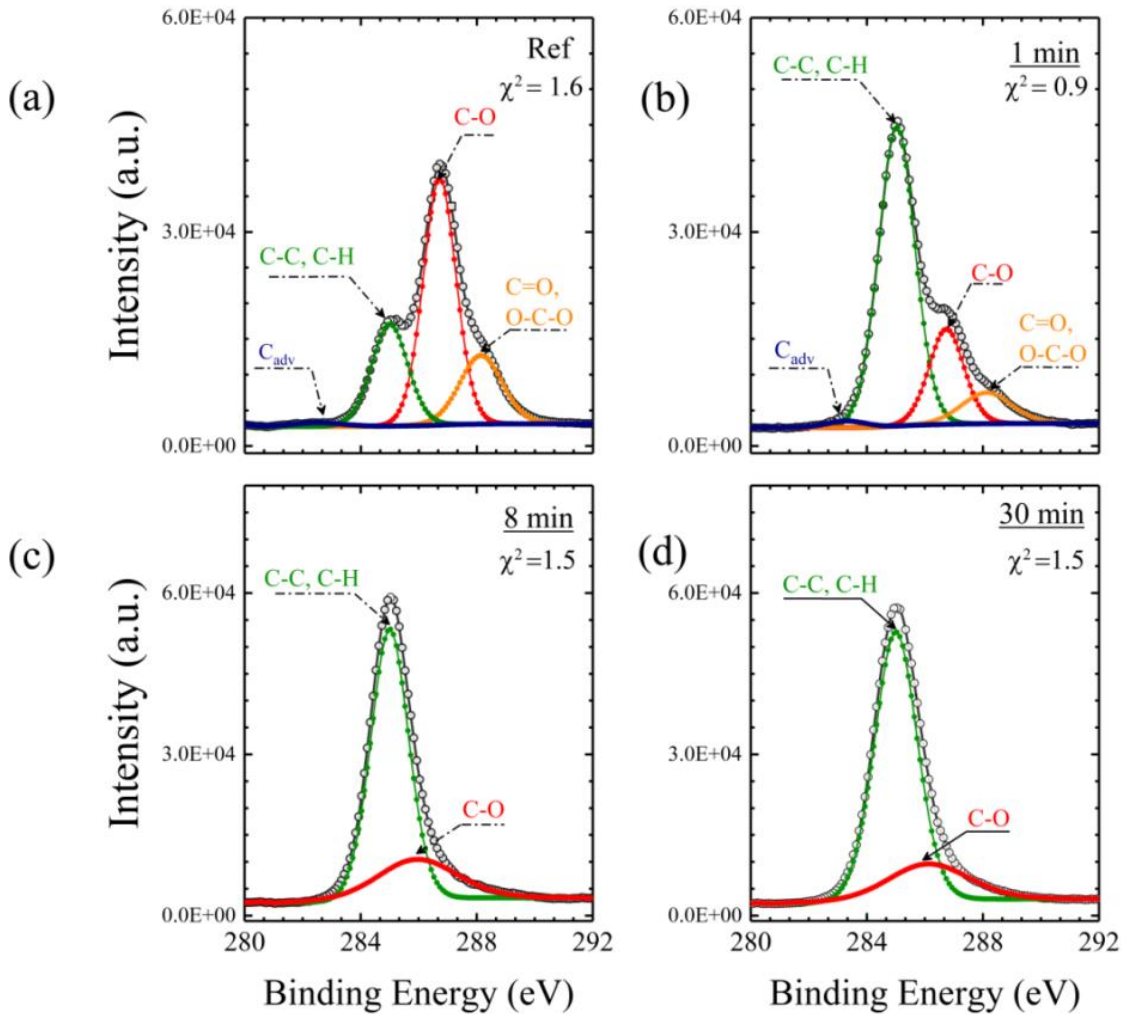 (a)
Intensity (a.u.)
6.0E+04
3.0E+04
0.0E+00
Ref
χ² = 1.6
C-O
C-C, C-H
C=O,
O-C-O
C_adv
(b)
1 min
χ² = 0.9
C-C, C-H
C-O
C=O,
O-C-O
C_adv
6.0E+04
3.0E+04
0.0E+00
(c)
Intensity (a.u.)
6.0E+04
3.0E+04
0.0E+00
8 min
χ² =1.5
C-C, C-H
C-O
280 284 288 292
Binding Energy (eV)
(d)
30 min
χ² =1.5
C-C, C-H
C-O
6.0E+04
3.0E+04
0.0E+00
280 284 288 292
Binding Energy (eV)